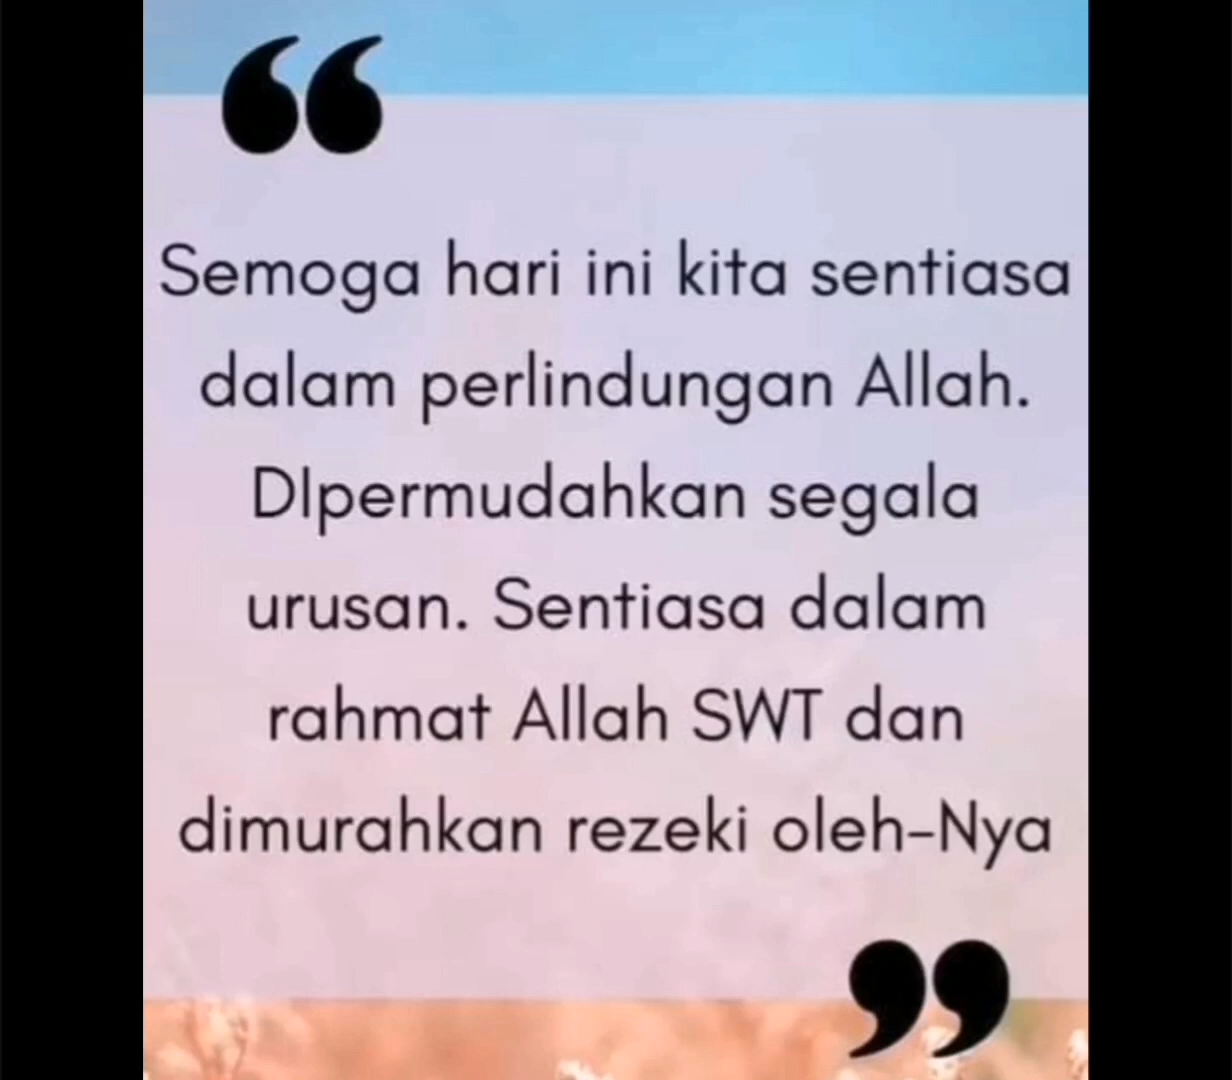 “
Semoga hari ini kita sentiasa
dalam perlindungan Allah.
DIpermudahkan segala
urusan. Sentiasa dalam
rahmat Allah SWT dan
dimurahkan rezeki oleh-Nya
”